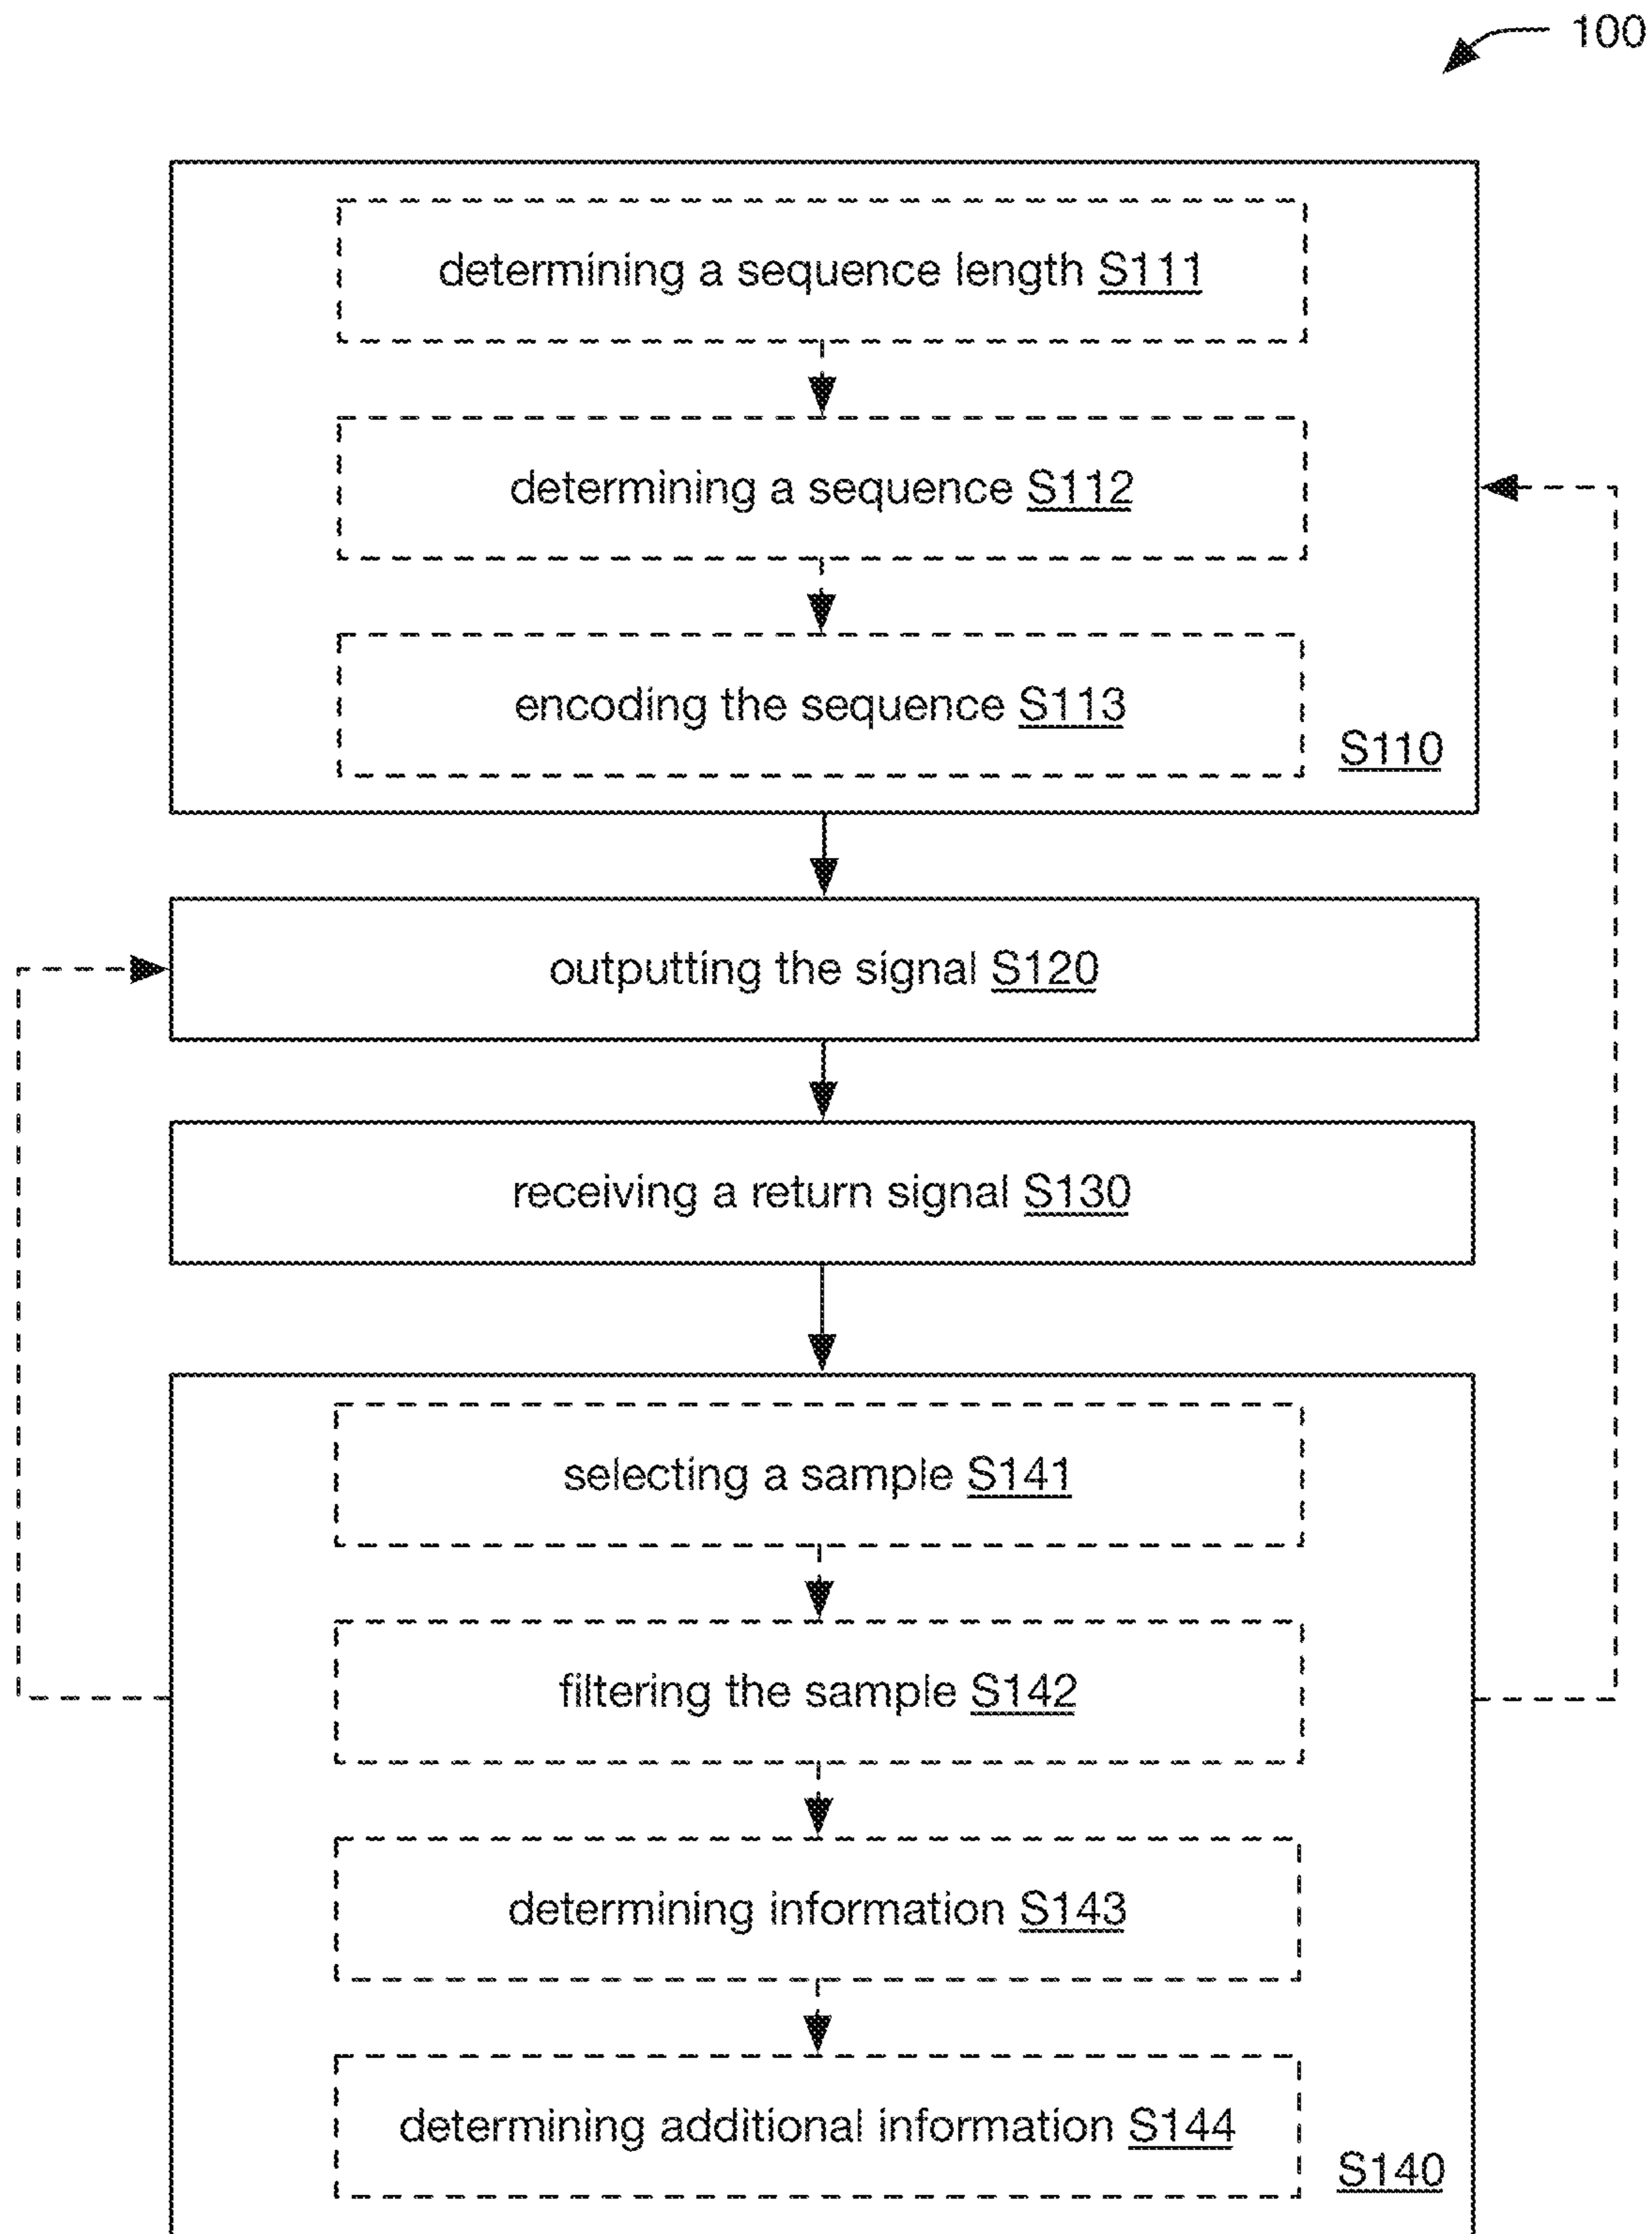 100
determining a sequence length S111
determining a sequence S112
encoding the sequence S113
S110
outputting the signal S120
receiving a return signal S130
selecting a sample S141
filtering the sample S142
determining information S143
determining additional information S144
S140